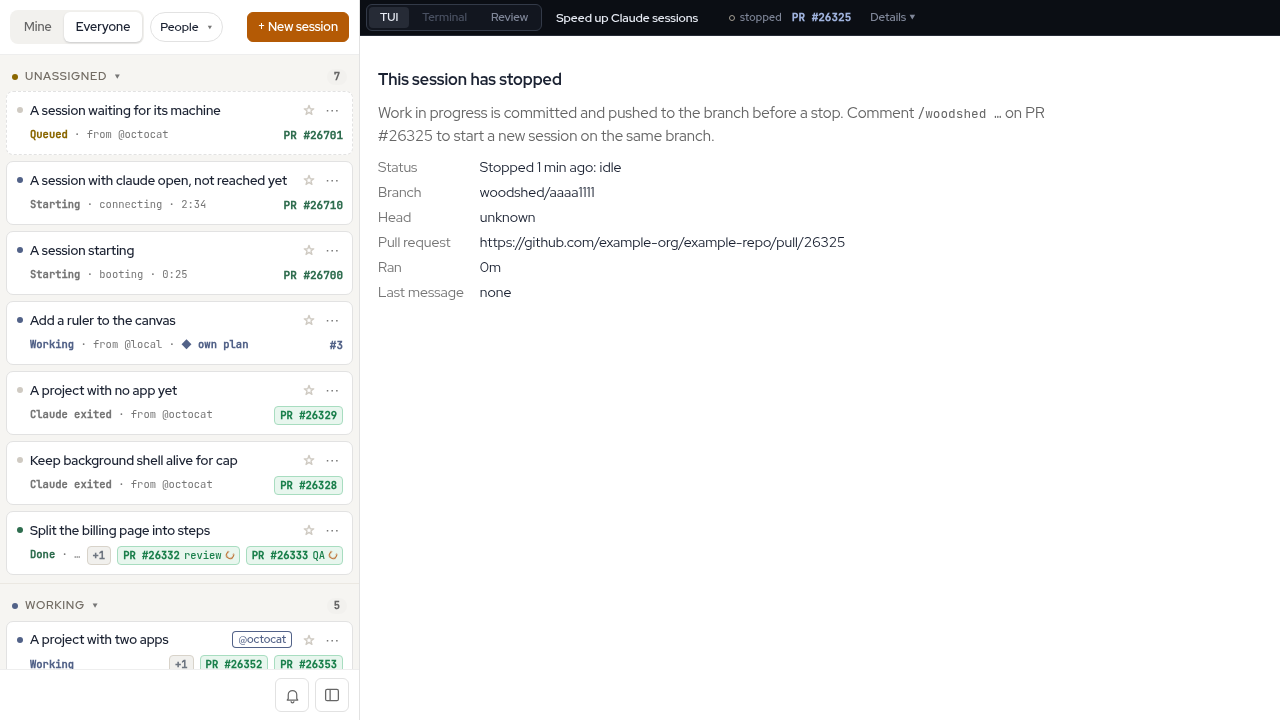 Mine
Everyone
People ▾
+ New session
TUI
Terminal
Review
Speed up Claude sessions
stopped
PR #26325
Details ▾
UNASSIGNED ▾
7
A session waiting for its machine
Queued · from @octocat
PR #26701
A session with claude open, not reached yet
Starting · connecting · 2:34
PR #26710
A session starting
Starting · booting · 0:25
PR #26700
Add a ruler to the canvas
Working · from @local · ◆ own plan
#3
A project with no app yet
Claude exited · from @octocat
PR #26329
Keep background shell alive for cap
Claude exited · from @octocat
PR #26328
Split the billing page into steps
Done · …
+1
PR #26332 review
PR #26333 QA
WORKING ▾
5
A project with two apps
@octocat
Working
+1
PR #26352
PR #26353
This session has stopped
Work in progress is committed and pushed to the branch before a stop. Comment /woodshed … on PR
#26325 to start a new session on the same branch.
Status Stopped 1 min ago: idle
Branch woodshed/aaaa1111
Head unknown
Pull request https://github.com/example-org/example-repo/pull/26325
Ran 0m
Last message none